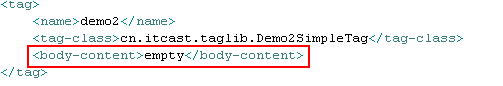 <tag>
<name>demo2</name>
<tag-class>cn.itcast.taglib.Demo2SimpleTag</tag-class>
<body-content>empty</body-content>
</tag>